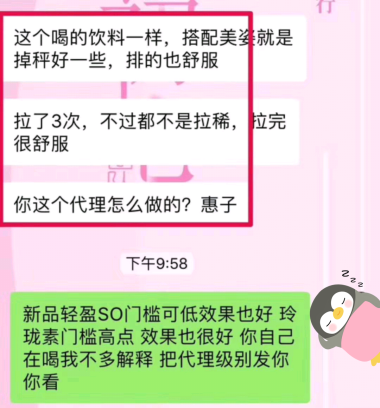 行
这个喝的饮料一样，搭配美姿就是
掉秤好一些，排的也舒服
拉了3次，不过都不是拉稀，拉完
很舒服
你这个代理怎么做的？惠子
下午9:58
新品轻盈SO门槛可低效果也好 玲
珑素门槛高点 效果也很好 你自己
在喝我不多解释 把代理级别发你
你看
z z z